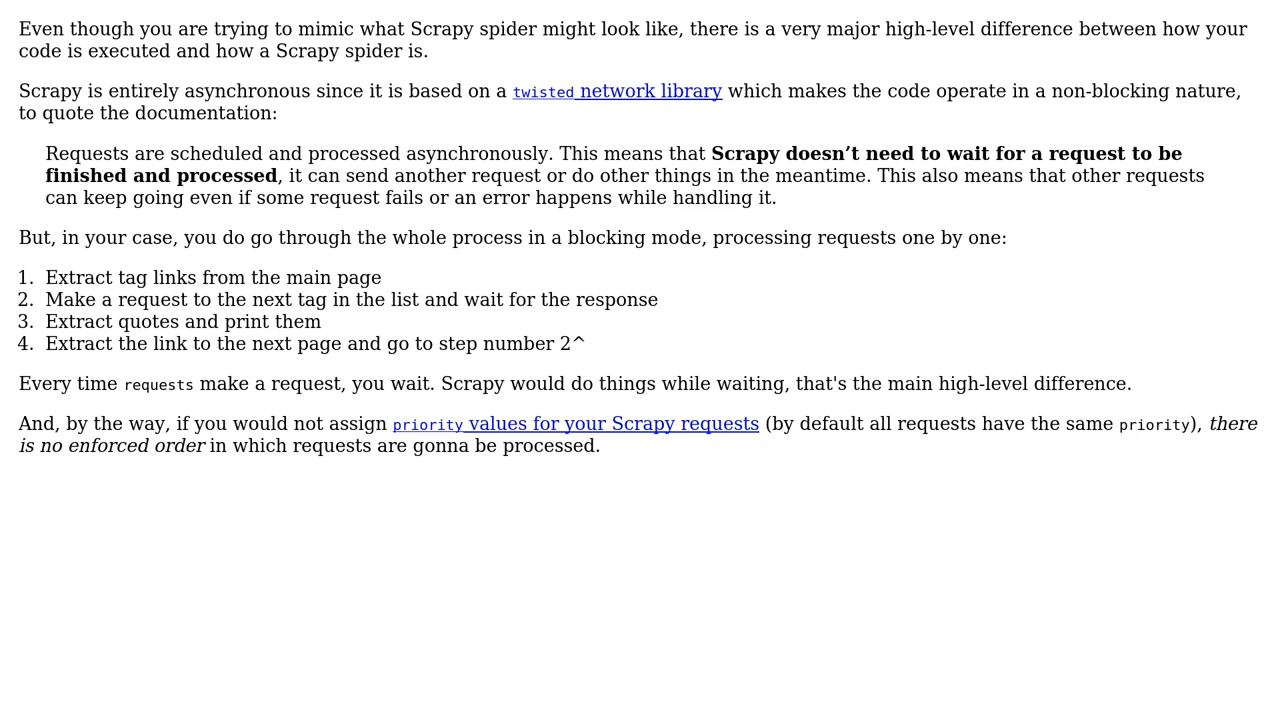 Even though you are trying to mimic what Scrapy spider might look like, there is a very major high-level difference between how your
code is executed and how a Scrapy spider is.
Scrapy is entirely asynchronous since it is based on a twisted network library which makes the code operate in a non-blocking nature,
to quote the documentation:
Requests are scheduled and processed asynchronously. This means that Scrapy doesn’t need to wait for a request to be
finished and processed, it can send another request or do other things in the meantime. This also means that other requests
can keep going even if some request fails or an error happens while handling it.
But, in your case, you do go through the whole process in a blocking mode, processing requests one by one:
1. Extract tag links from the main page
2. Make a request to the next tag in the list and wait for the response
3. Extract quotes and print them
4. Extract the link to the next page and go to step number 2^
Every time requests make a request, you wait. Scrapy would do things while waiting, that's the main high-level difference.
And, by the way, if you would not assign priority values for your Scrapy requests (by default all requests have the same priority), there
is no enforced order in which requests are gonna be processed.